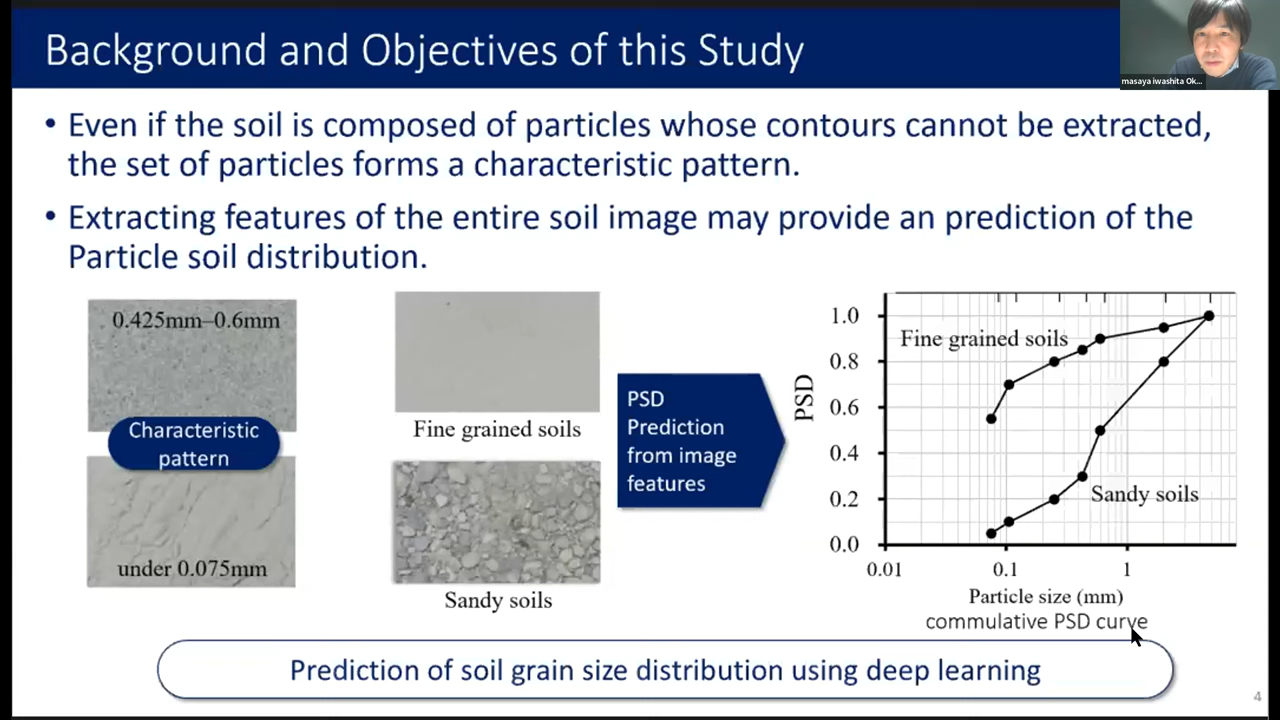 Background and Objectives of this Study
masaya iwashita Ok...
• Even if the soil is composed of particles whose contours cannot be extracted,
the set of particles forms a characteristic pattern.
• Extracting features of the entire soil image may provide an prediction of the
Particle soil distribution.
0.425mm–0.6mm
Characteristic
pattern
under 0.075mm
Fine grained soils
Sandy soils
PSD
Prediction
from image
features
PSD
1.0
0.8
0.6
0.4
0.2
0.0
Fine grained soils
Sandy soils
0.01 0.1 1
Particle size (mm)
commulative PSD curve
Prediction of soil grain size distribution using deep learning
4